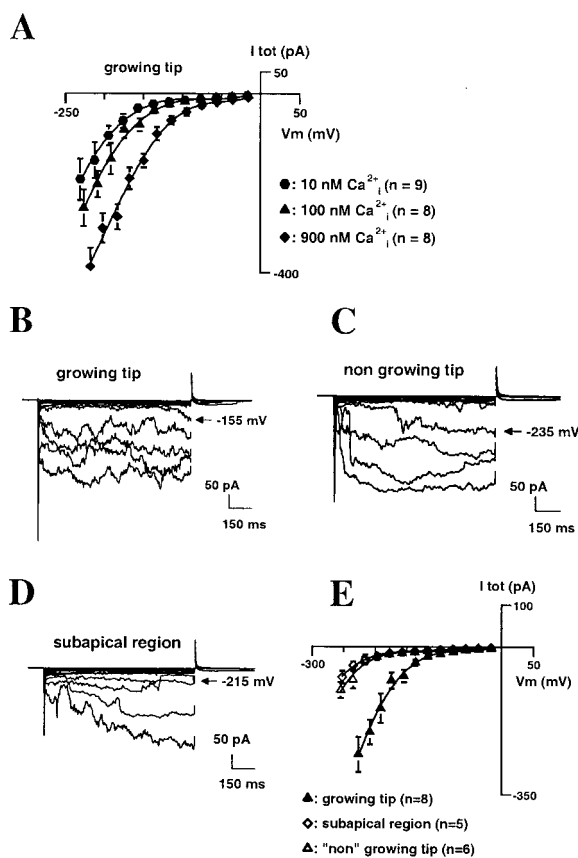 A
I tot (pA)
growing tip
50
-250
50
Vm (mV)
: 10 nM Ca2+i (n = 9)
: 100 nM Ca2+i (n = 8)
: 900 nM Ca2+i (n = 8)
-400
B
growing tip
-155 mV
50 pA
150 ms
C
non growing tip
-235 mV
50 pA
150 ms
D
subapical region
-215 mV
50 pA
150 ms
E
I tot (pA)
100
-300
50
Vm (mV)
-350
: growing tip (n=8)
: subapical region (n=5)
: "non" growing tip (n=6)